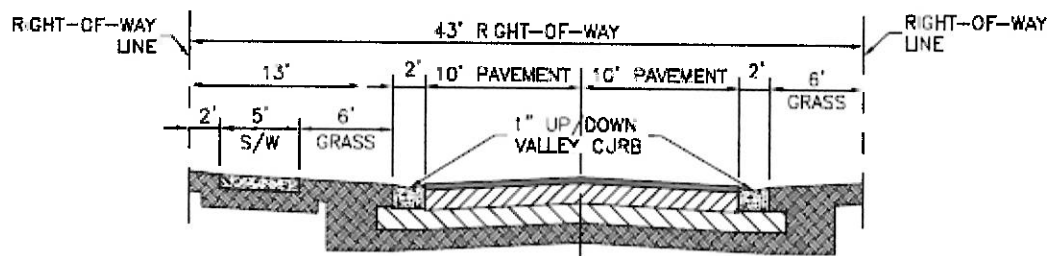 RIGHT-OF-WAY
LINE
43' RIGHT-OF-WAY
RIGHT-OF-WAY
LINE
13'
2'
10' PAVEMENT
10' PAVEMENT
2'
6'
GRASS
2'
5'
S/W
6'
GRASS
1" UP/DOWN
VALLEY CURB